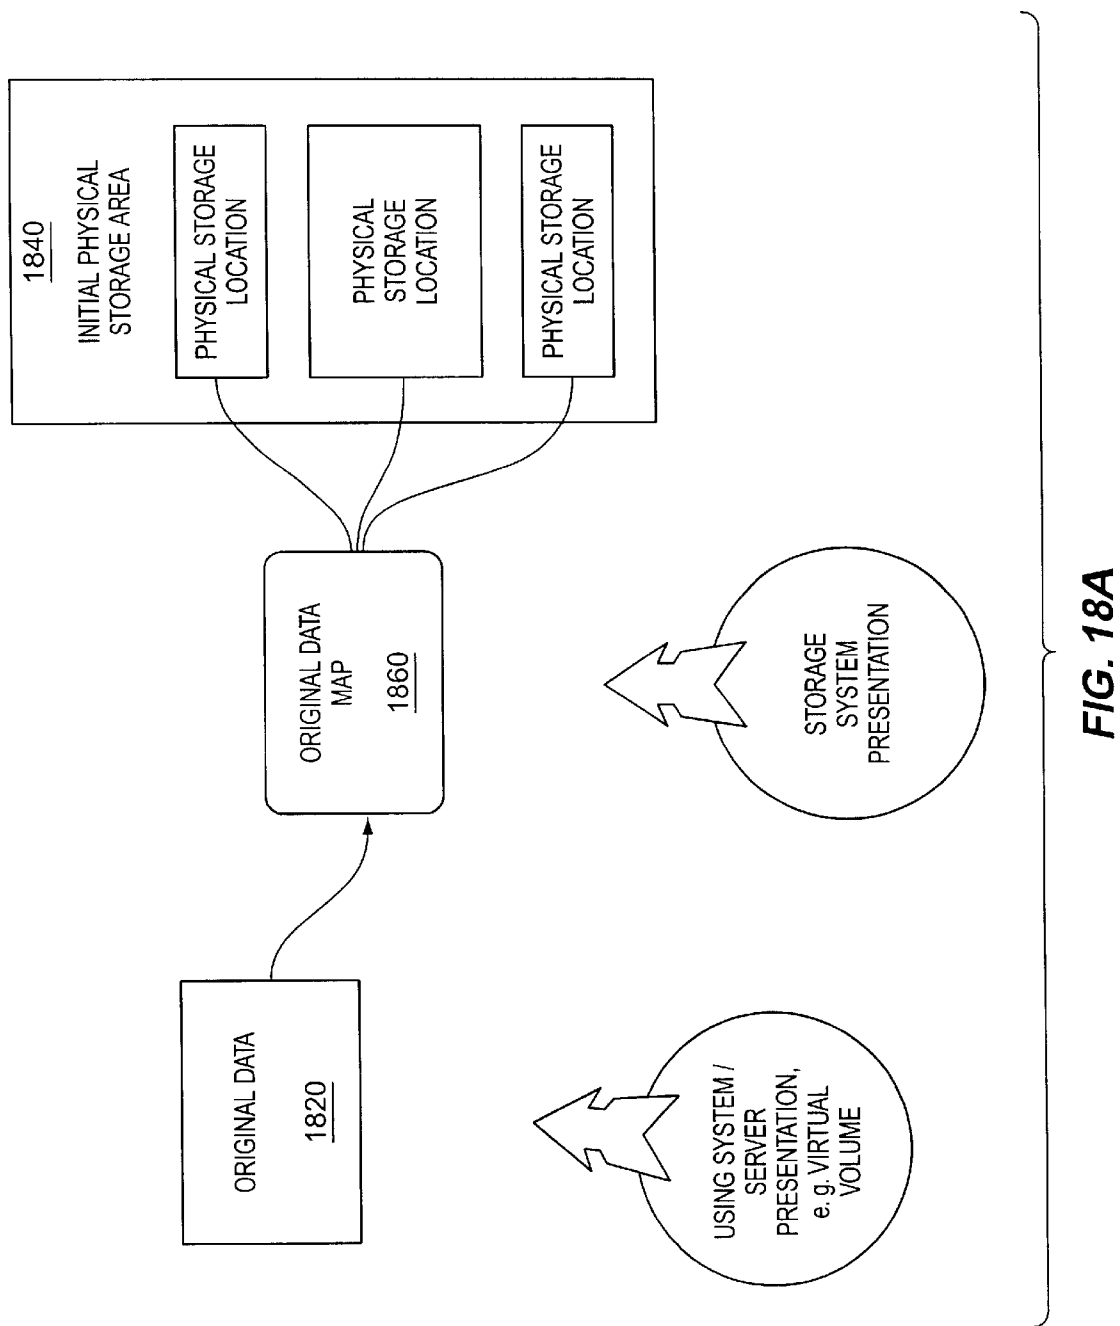 ORIGINAL DATA
1820
ORIGINAL DATA
MAP
1860
1840
INITIAL PHYSICAL
STORAGE AREA
PHYSICAL STORAGE
LOCATION
PHYSICAL
STORAGE
LOCATION
PHYSICAL STORAGE
LOCATION
USING SYSTEM /
SERVER
PRESENTATION,
e. g. VIRTUAL
VOLUME
STORAGE
SYSTEM
PRESENTATION
FIG. 18A